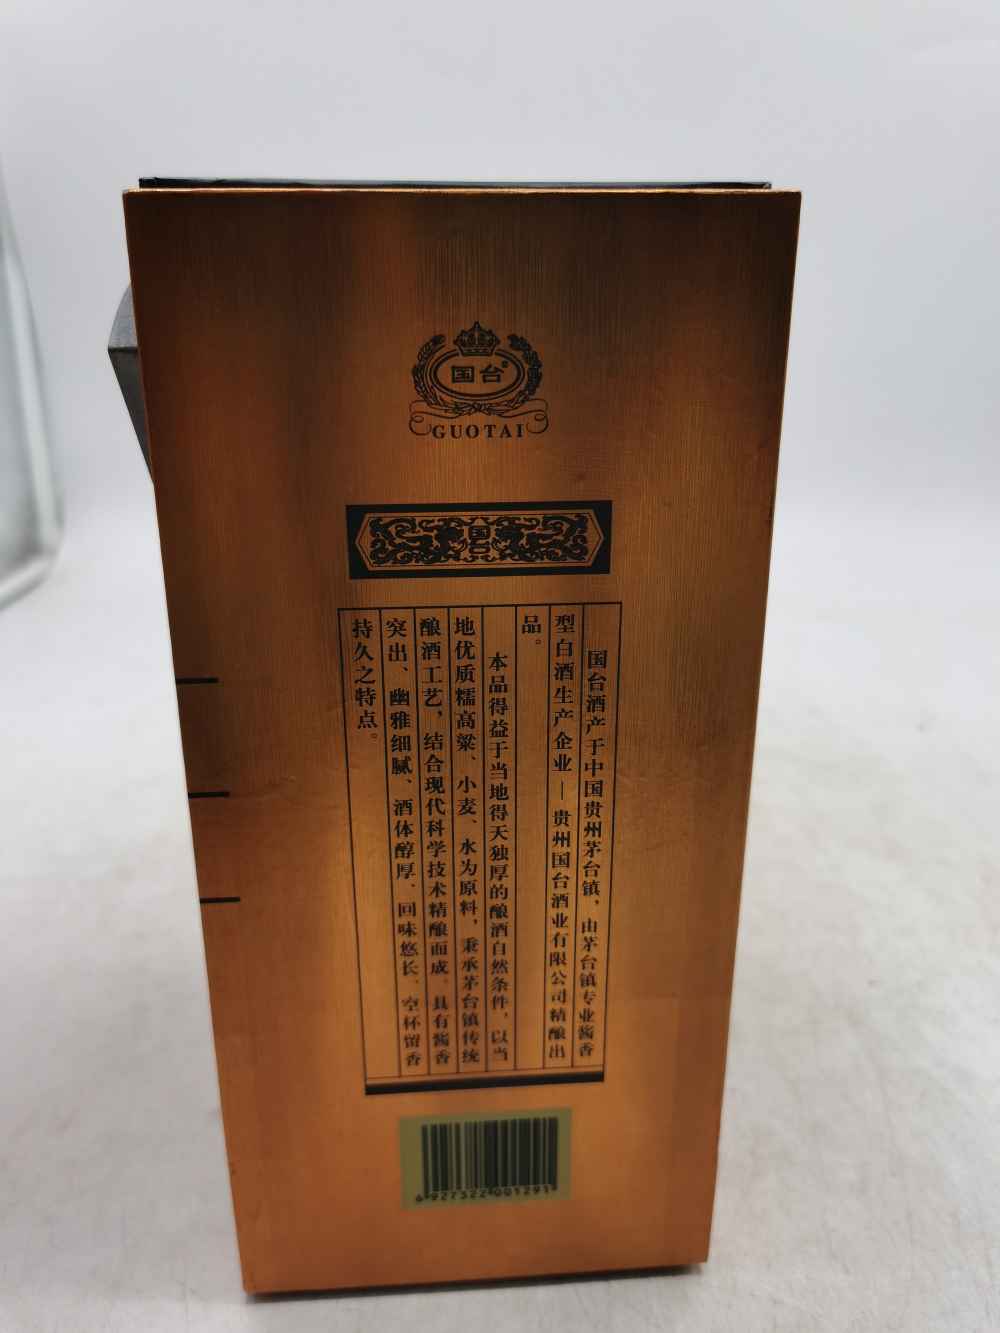 国台
GUOTAI
国台
国台酒产于中国贵州茅台镇，由茅台镇专业酱香
型白酒生产企业—贵州国台酒业有限公司精酿出
品。
本品得益于当地得天独厚的酿酒自然条件，以当
地优质糯高粱、小麦、水为原料，秉承茅台镇传统
酿酒工艺，结合现代科学技术精酿而成。具有酱香
突出、幽雅细腻、酒体醇厚、回味悠长、空杯留香
持久之特点。
6 927322 001291